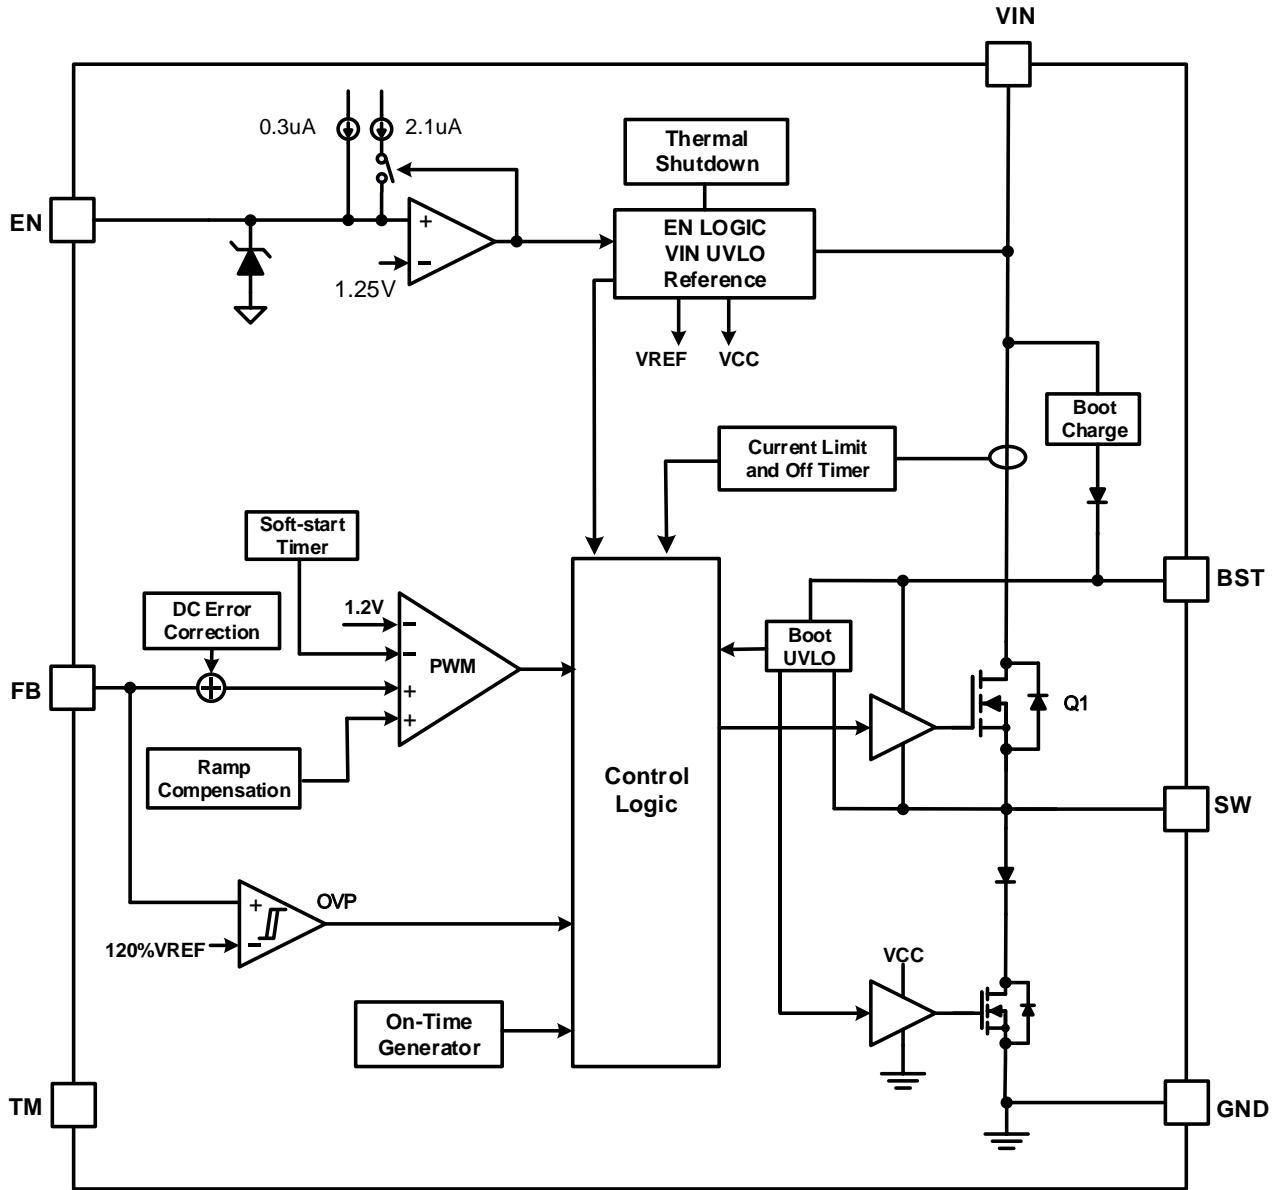 VIN
0.3uA
2.1uA
Thermal
Shutdown
EN
EN LOGIC
VIN UVLO
Reference
1.25V
VREF
VCC
Boot
Charge
Current Limit
and Off Timer
Soft-start
Timer
BST
DC Error
Correction
1.2V
Boot
UVLO
PWM
FB
Q1
Ramp
Compensation
Control
Logic
SW
OVP
120%VREF
VCC
On-Time
Generator
TM
GND